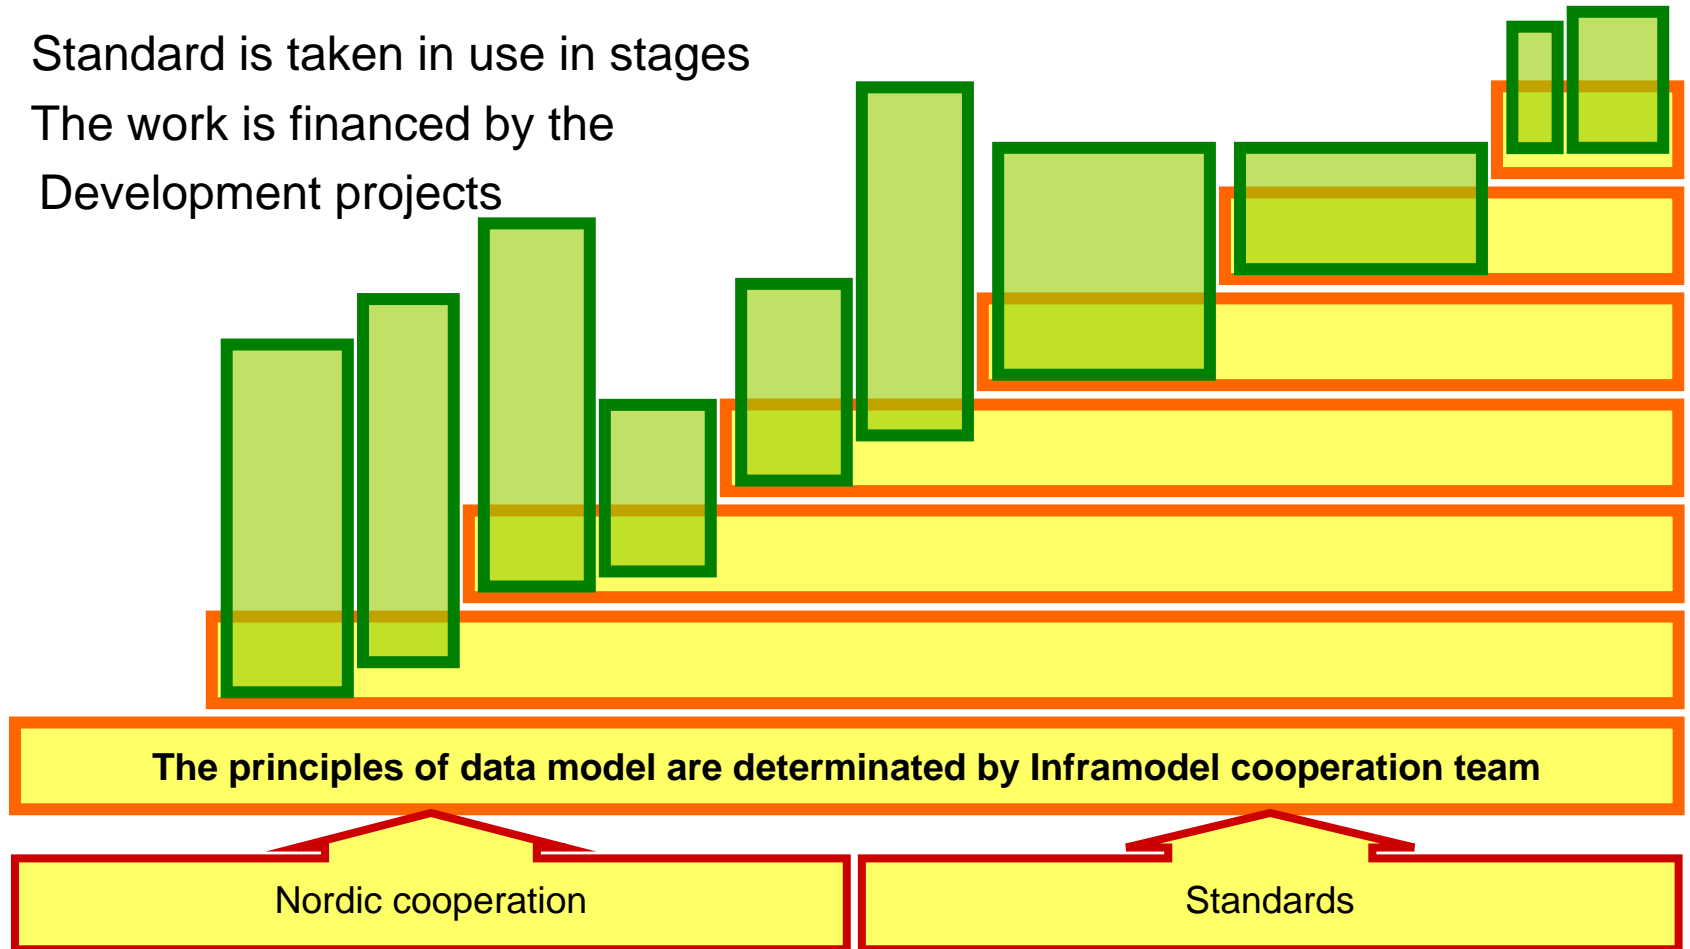 Standard is taken in use in stages
The work is financed by the
Development projects
The principles of data model are determinated by Inframodel cooperation team
Nordic cooperation
Standards